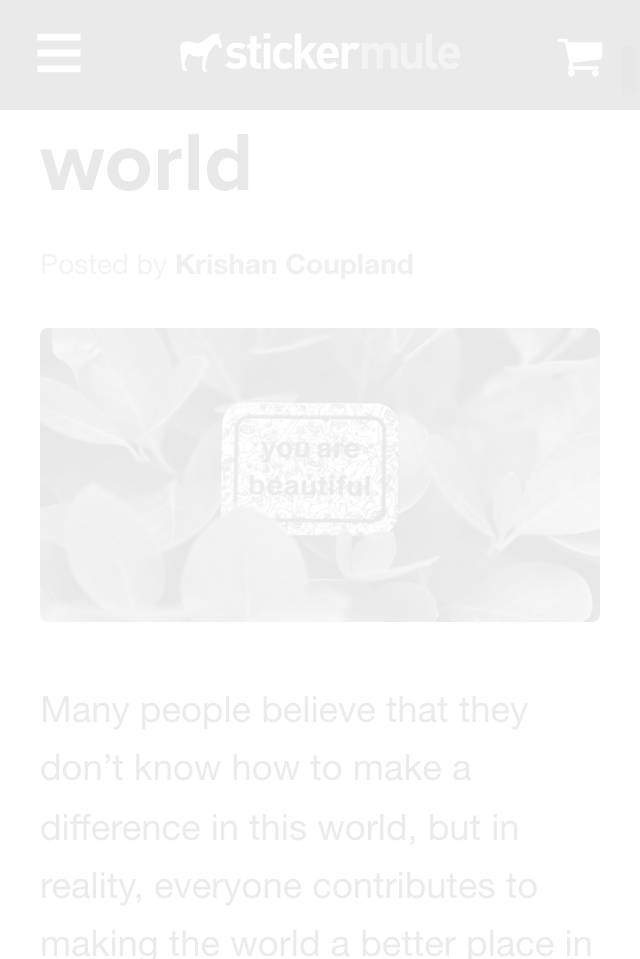 stickermule
world
Posted by Krishan Coupland
you are
beautiful
Many people believe that they
don’t know how to make a
difference in this world, but in
reality, everyone contributes to
making the world a better place in